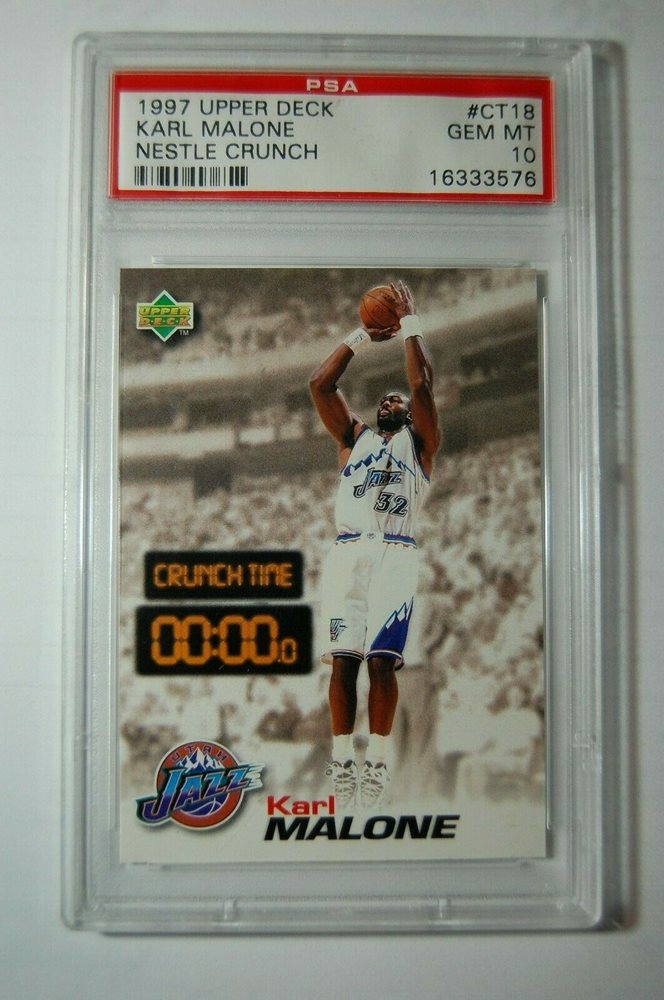 PSA
1997 UPPER DECK #CT18
KARL MALONE GEM MT
NESTLE CRUNCH 10
16333576
UPPER
DECK
TM
JAZZ
32
CRUNCH TIME
00:00.0
UTAH
JAZZ
Karl
MALONE